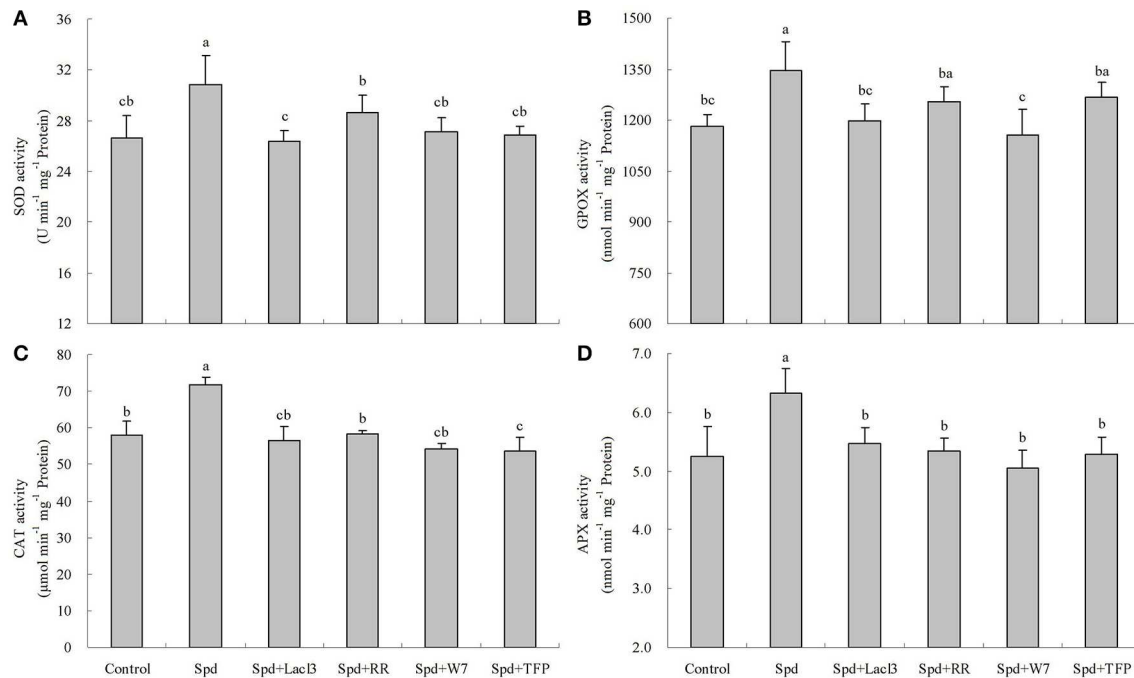 A
36
32
28
24
20
16
12
SOD activity
(U min⁻¹ mg⁻¹ Protein)
cb
a
c
b
cb
cb
B
1500
1350
1200
1050
900
750
600
GPOX activity
(nmol min⁻¹ mg⁻¹ Protein)
bc
a
bc
ba
c
ba
C
80
70
60
50
40
30
20
10
0
CAT activity
(μmol min⁻¹ mg⁻¹ Protein)
b
a
cb
b
cb
c
Control Spd Spd+Lacl3 Spd+RR Spd+W7 Spd+TFP
D
7.0
6.0
5.0
4.0
3.0
2.0
APX activity
(nmol min⁻¹ mg⁻¹ Protein)
b
a
b
b
b
b
Control Spd Spd+Lacl3 Spd+RR Spd+W7 Spd+TFP